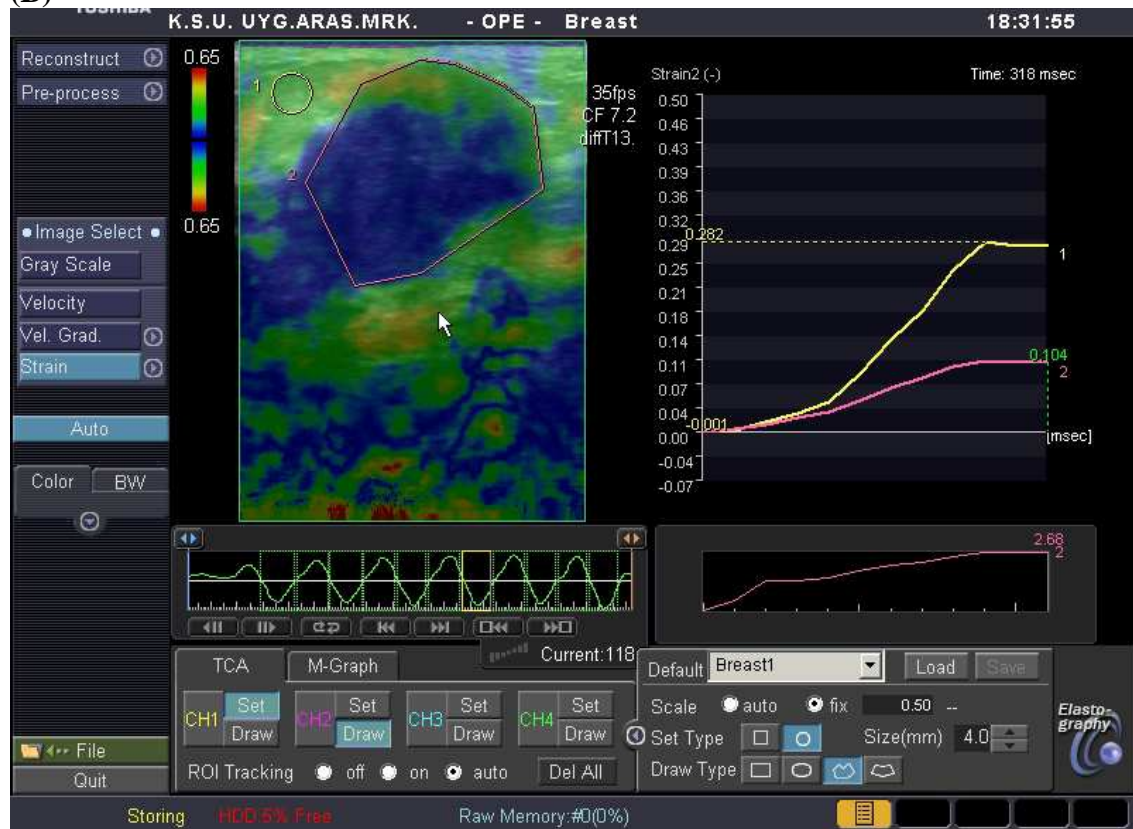 (B)
TOSHIBA
K.S.U. UYG.ARAS.MRK. - OPE - Breast 18:31:55
Reconstruct
Pre-process
Image Select
Gray Scale
Velocity
Vel. Grad.
Strain
Auto
Color BW
File
Quit
0.65
0.65
1
2
35fps
CF 7.2
diffT13.
Strain2 (-) Time: 318 msec
0.50
0.46
0.43
0.39
0.36
0.32
0.282
0.29
0.25
0.21
0.18
0.14
0.11
0.07
0.04
-0.001
0.00
-0.04
-0.07
1
0.104
2
[msec]
2.68
2
Current:118
TCA M-Graph
CH1 Set Draw
CH2 Set Draw
CH3 Set Draw
CH4 Set Draw
ROI Tracking off on auto Del All
Default Breast1 Load Save
Scale auto fix 0.50 --
Set Type Size(mm) 4.0
Draw Type
Elasto-
graphy
Storing HDD:5% Free Raw Memory:#0(0%)